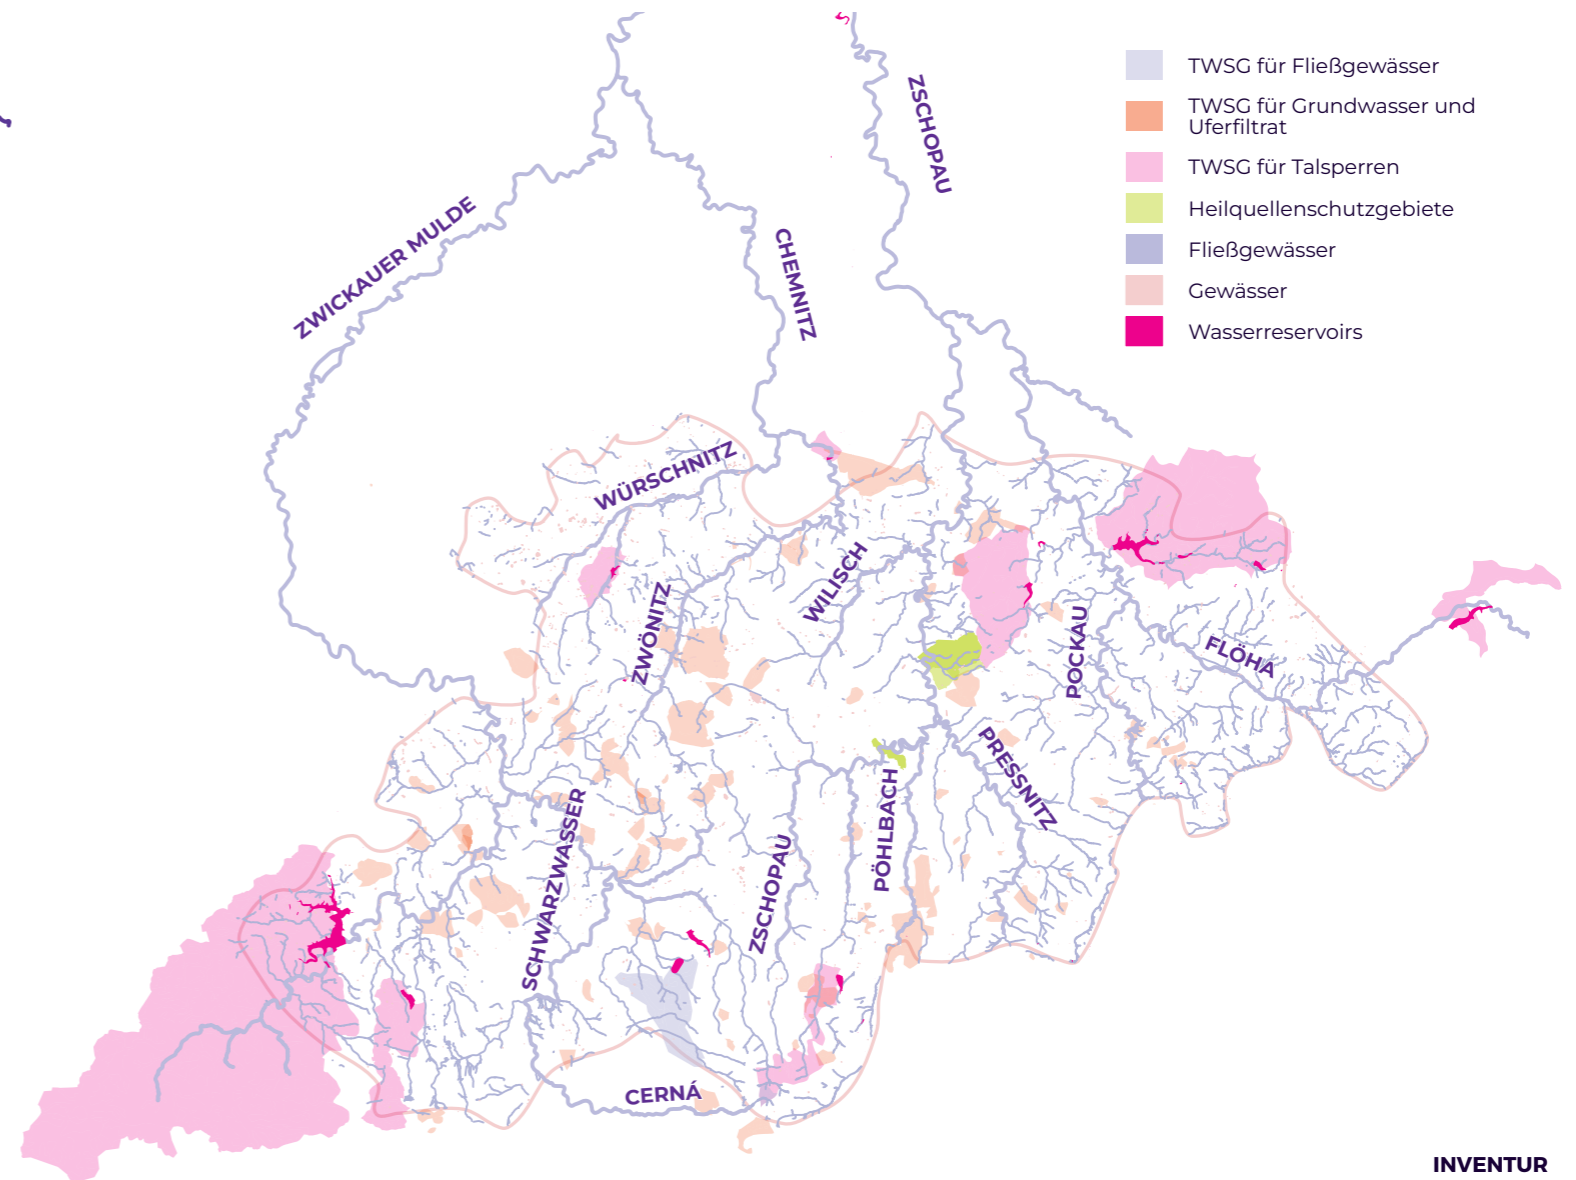 TWSG für Fließgewässer
TWSG für Grundwasser und
Uferfiltrat
TWSG für Talsperren
Heilquellenschutzgebiete
Fließgewässer
Gewässer
Wasserreservoirs
ZSCHOPAU
ZWICKAUER MULDE
CHEMNITZ
WÜRSCHNITZ
WILISCH
ZWÖNITZ
POCKAU
FLÖHA
PRESSNITZ
SCHWARZWASSER
PÖHLBACH
ZSCHOPAU
CERNÁ
INVENTUR